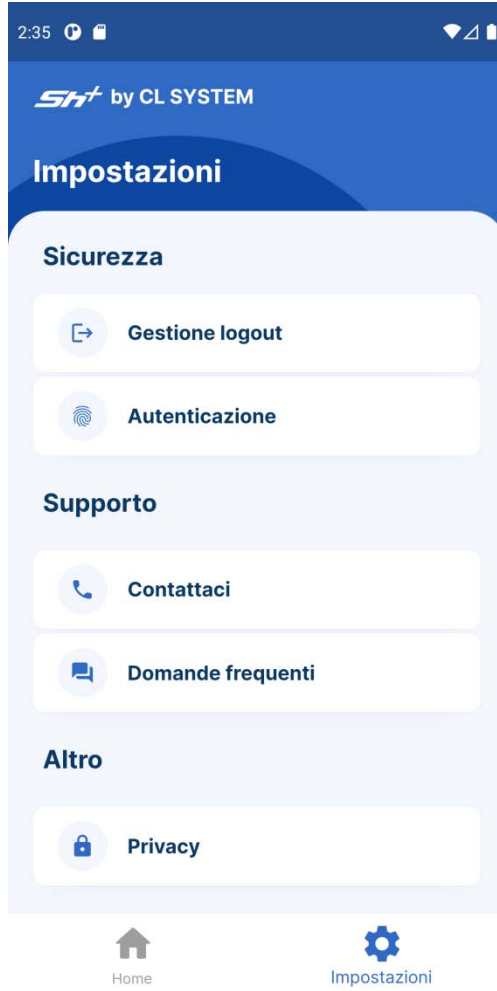 2:35
Sh+ by CL SYSTEM
Impostazioni
Sicurezza
Gestione logout
Autenticazione
Supporto
Contattaci
Domande frequenti
Altro
Privacy
Home
Impostazioni